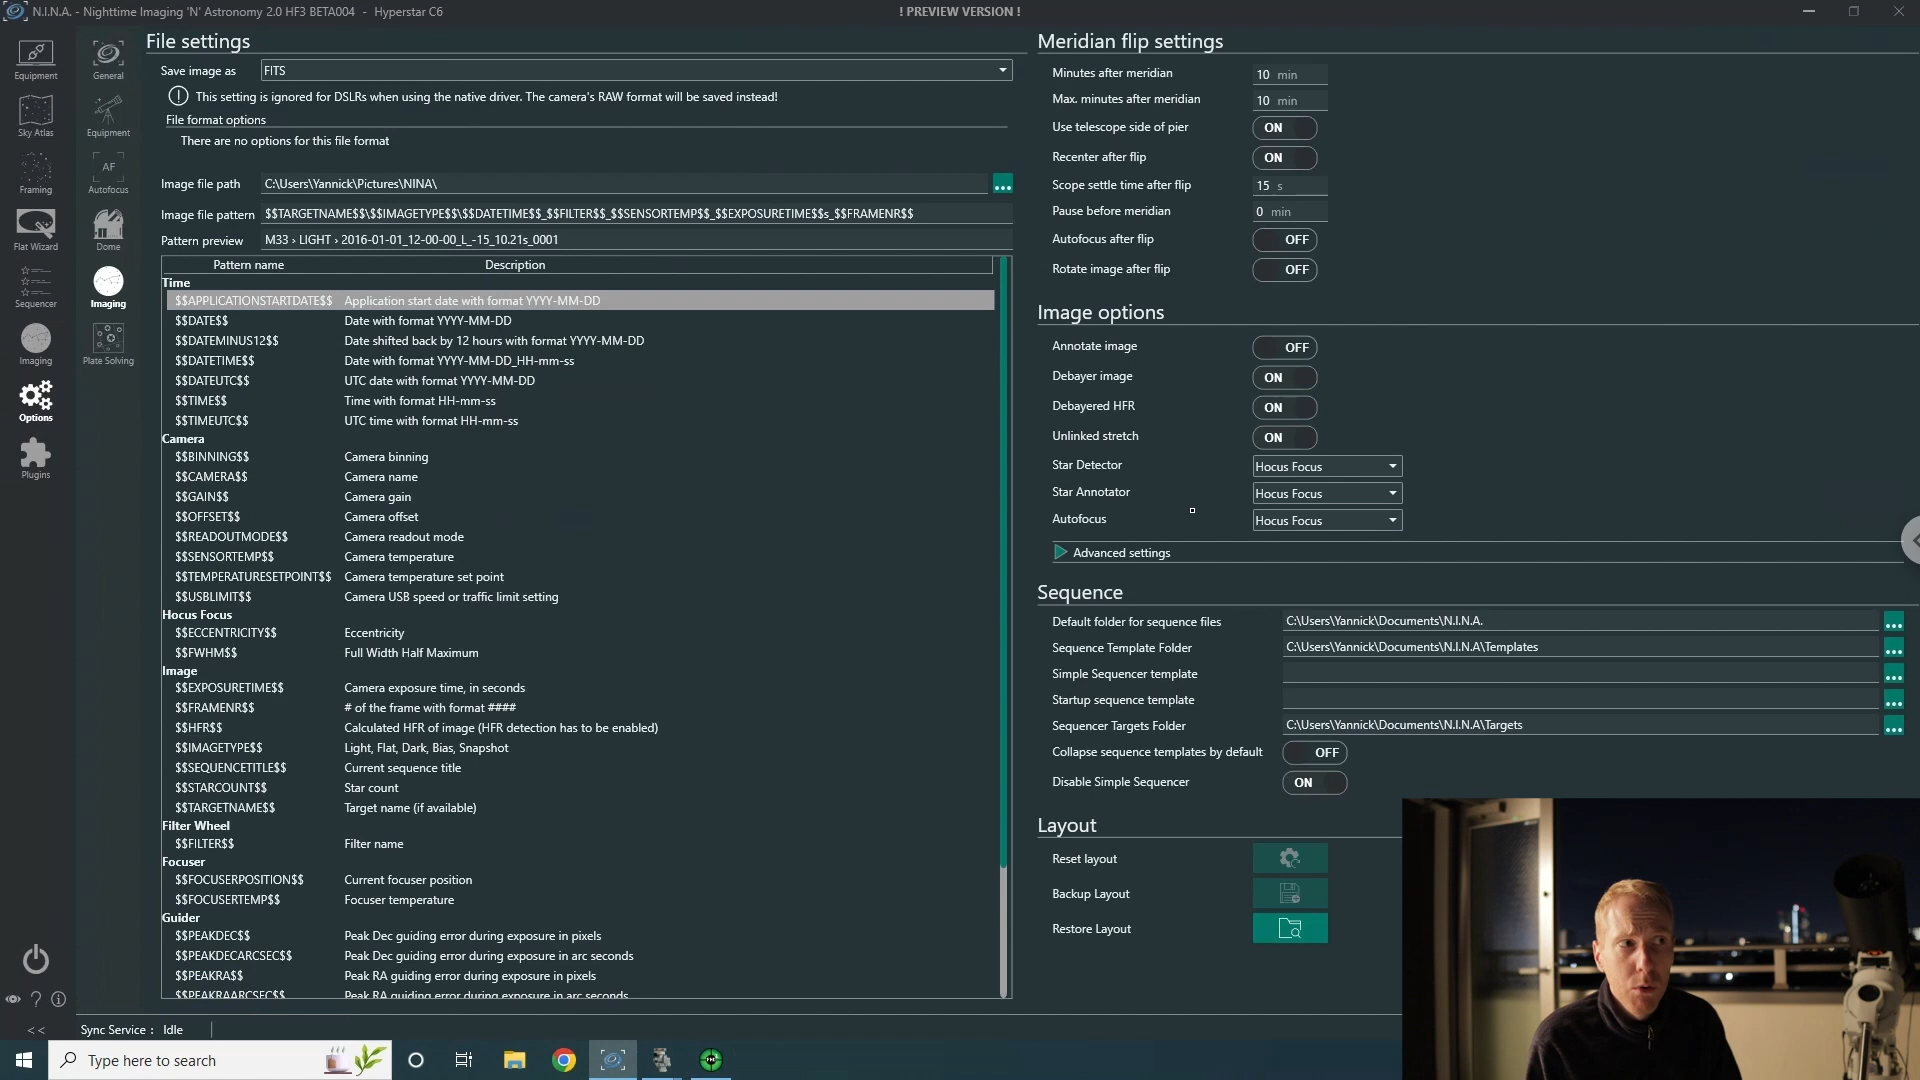 N.I.N.A. - Nighttime Imaging 'N' Astronomy 2.0 HF3 BETA004 - Hyperstar C6
! PREVIEW VERSION !
Equipment
Sky Atlas
Framing
Flat Wizard
Sequencer
Imaging
Options
Plugins
General
Equipment
AF
Autofocus
Dome
Imaging
Plate Solving
File settings
Save image as FITS
This setting is ignored for DSLRs when using the native driver. The camera's RAW format will be saved instead!
File format options
There are no options for this file format
Image file path C:\Users\Yannick\Pictures\NINA\
Image file pattern $$TARGETNAME$$\$$IMAGETYPE$$\$$DATETIME$$_$$FILTER$$_$$SENSORTEMP$$_$$EXPOSURETIME$$s_$$FRAMENR$$
Pattern preview M33 › LIGHT › 2016-01-01_12-00-00_L_-15_10.21s_0001
Pattern name Description
Time
$$APPLICATIONSTARTDATE$$ Application start date with format YYYY-MM-DD
$$DATE$$ Date with format YYYY-MM-DD
$$DATEMINUS12$$ Date shifted back by 12 hours with format YYYY-MM-DD
$$DATETIME$$ Date with format YYYY-MM-DD_HH-mm-ss
$$DATEUTC$$ UTC date with format YYYY-MM-DD
$$TIME$$ Time with format HH-mm-ss
$$TIMEUTC$$ UTC time with format HH-mm-ss
Camera
$$BINNING$$ Camera binning
$$CAMERA$$ Camera name
$$GAIN$$ Camera gain
$$OFFSET$$ Camera offset
$$READOUTMODE$$ Camera readout mode
$$SENSORTEMP$$ Camera temperature
$$TEMPERATURESETPOINT$$ Camera temperature set point
$$USBLIMIT$$ Camera USB speed or traffic limit setting
Hocus Focus
$$ECCENTRICITY$$ Eccentricity
$$FWHM$$ Full Width Half Maximum
Image
$$EXPOSURETIME$$ Camera exposure time, in seconds
$$FRAMENR$$ # of the frame with format ####
$$HFR$$ Calculated HFR of image (HFR detection has to be enabled)
$$IMAGETYPE$$ Light, Flat, Dark, Bias, Snapshot
$$SEQUENCETITLE$$ Current sequence title
$$STARCOUNT$$ Star count
$$TARGETNAME$$ Target name (if available)
Filter Wheel
$$FILTER$$ Filter name
Focuser
$$FOCUSERPOSITION$$ Current focuser position
$$FOCUSERTEMP$$ Focuser temperature
Guider
$$PEAKDEC$$ Peak Dec guiding error during exposure in pixels
$$PEAKDECARCSEC$$ Peak Dec guiding error during exposure in arc seconds
$$PEAKRA$$ Peak RA guiding error during exposure in pixels
$$PEAKRAARCSEC$$ Peak RA guiding error during exposure in arc seconds
Meridian flip settings
Minutes after meridian 10 min
Max. minutes after meridian 10 min
Use telescope side of pier ON
Recenter after flip ON
Scope settle time after flip 15 s
Pause before meridian 0 min
Autofocus after flip OFF
Rotate image after flip OFF
Image options
Annotate image OFF
Debayer image ON
Debayered HFR ON
Unlinked stretch ON
Star Detector Hocus Focus
Star Annotator Hocus Focus
Autofocus Hocus Focus
Advanced settings
Sequence
Default folder for sequence files C:\Users\Yannick\Documents\N.I.N.A.
Sequence Template Folder C:\Users\Yannick\Documents\N.I.N.A\Templates
Simple Sequencer template
Startup sequence template
Sequencer Targets Folder C:\Users\Yannick\Documents\N.I.N.A\Targets
Collapse sequence templates by default OFF
Disable Simple Sequencer ON
Layout
Reset layout
Backup Layout
Restore Layout
<< Sync Service : Idle
Type here to search